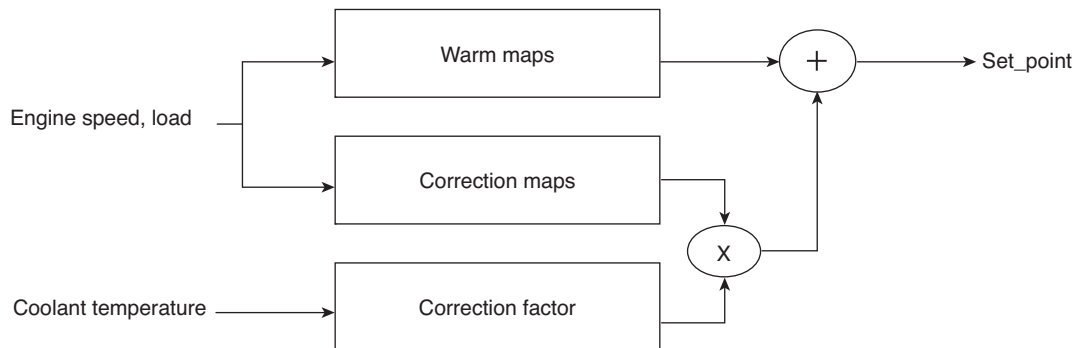 Warm maps
+
Set_point
Engine speed, load
Correction maps
X
Coolant temperature
Correction factor